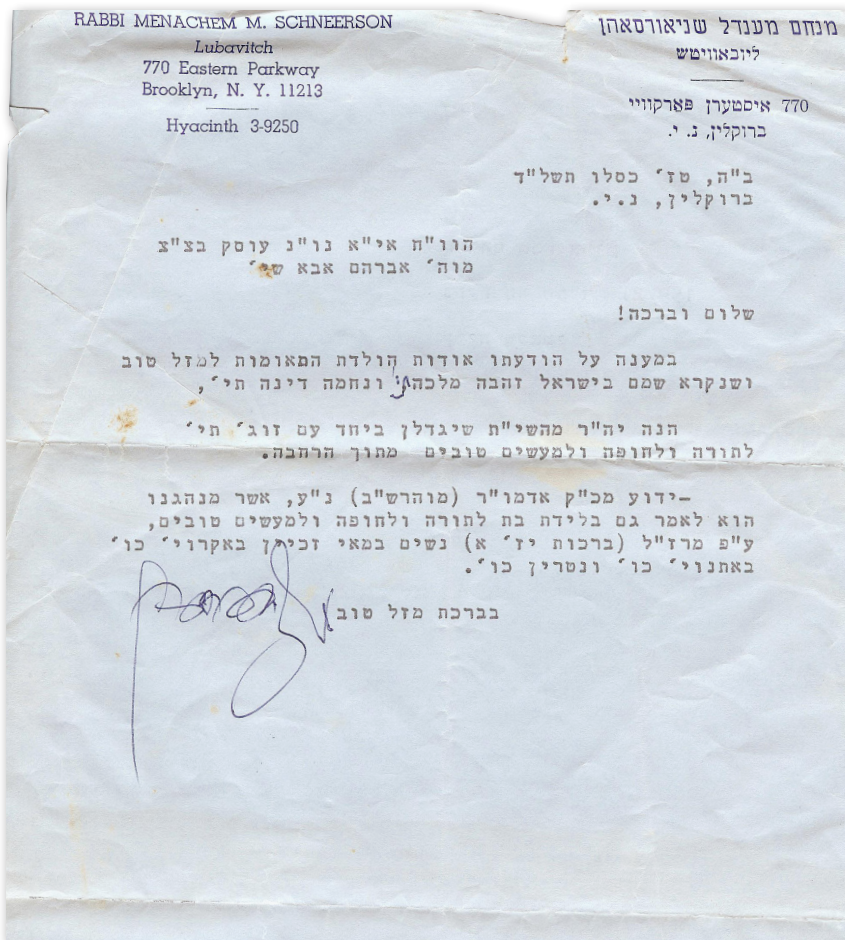 RABBI MENACHEM M. SCHNEERSON
Lubavitch
770 Eastern Parkway
Brooklyn, N. Y. 11213
Hyacinth 3-9250
מנחם מענדל שניאורסאהן
ליובאוויטש
770 איסטערן פארקוויי
ברוקלין, נ. י.
ב"ה, טז' כסלו תשל"ד
ברוקלין, נ.י.
הוו"ח אי"א נו"נ עוסק בצ"צ
מוה' אברהם אבא שי'
שלום וברכה!
במענה על הודעתו אודות הולדת התאומות למזל טוב
ושנקרא שמם בישראל זהבה מלכה ונחמה דינה תי',
הנה יה"ר מהשי"ת שיגדלן ביחד עם זוג' תי'
לתורה ולחופה ולמעשים טובים מתוך הרחבה.
-ידוע מכ"ק אדמו"ר (מוהרש"ב) נ"ע, אשר מנהגנו
הוא לאמר גם בלידת בת לתורה ולחופה ולמעשים טובים,
ע"פ מרז"ל (ברכות יז' א) נשים במאי זכיין באקרויי' כו'
באתנויי' כו' ונטרין כו'.
בברכת מזל טוב